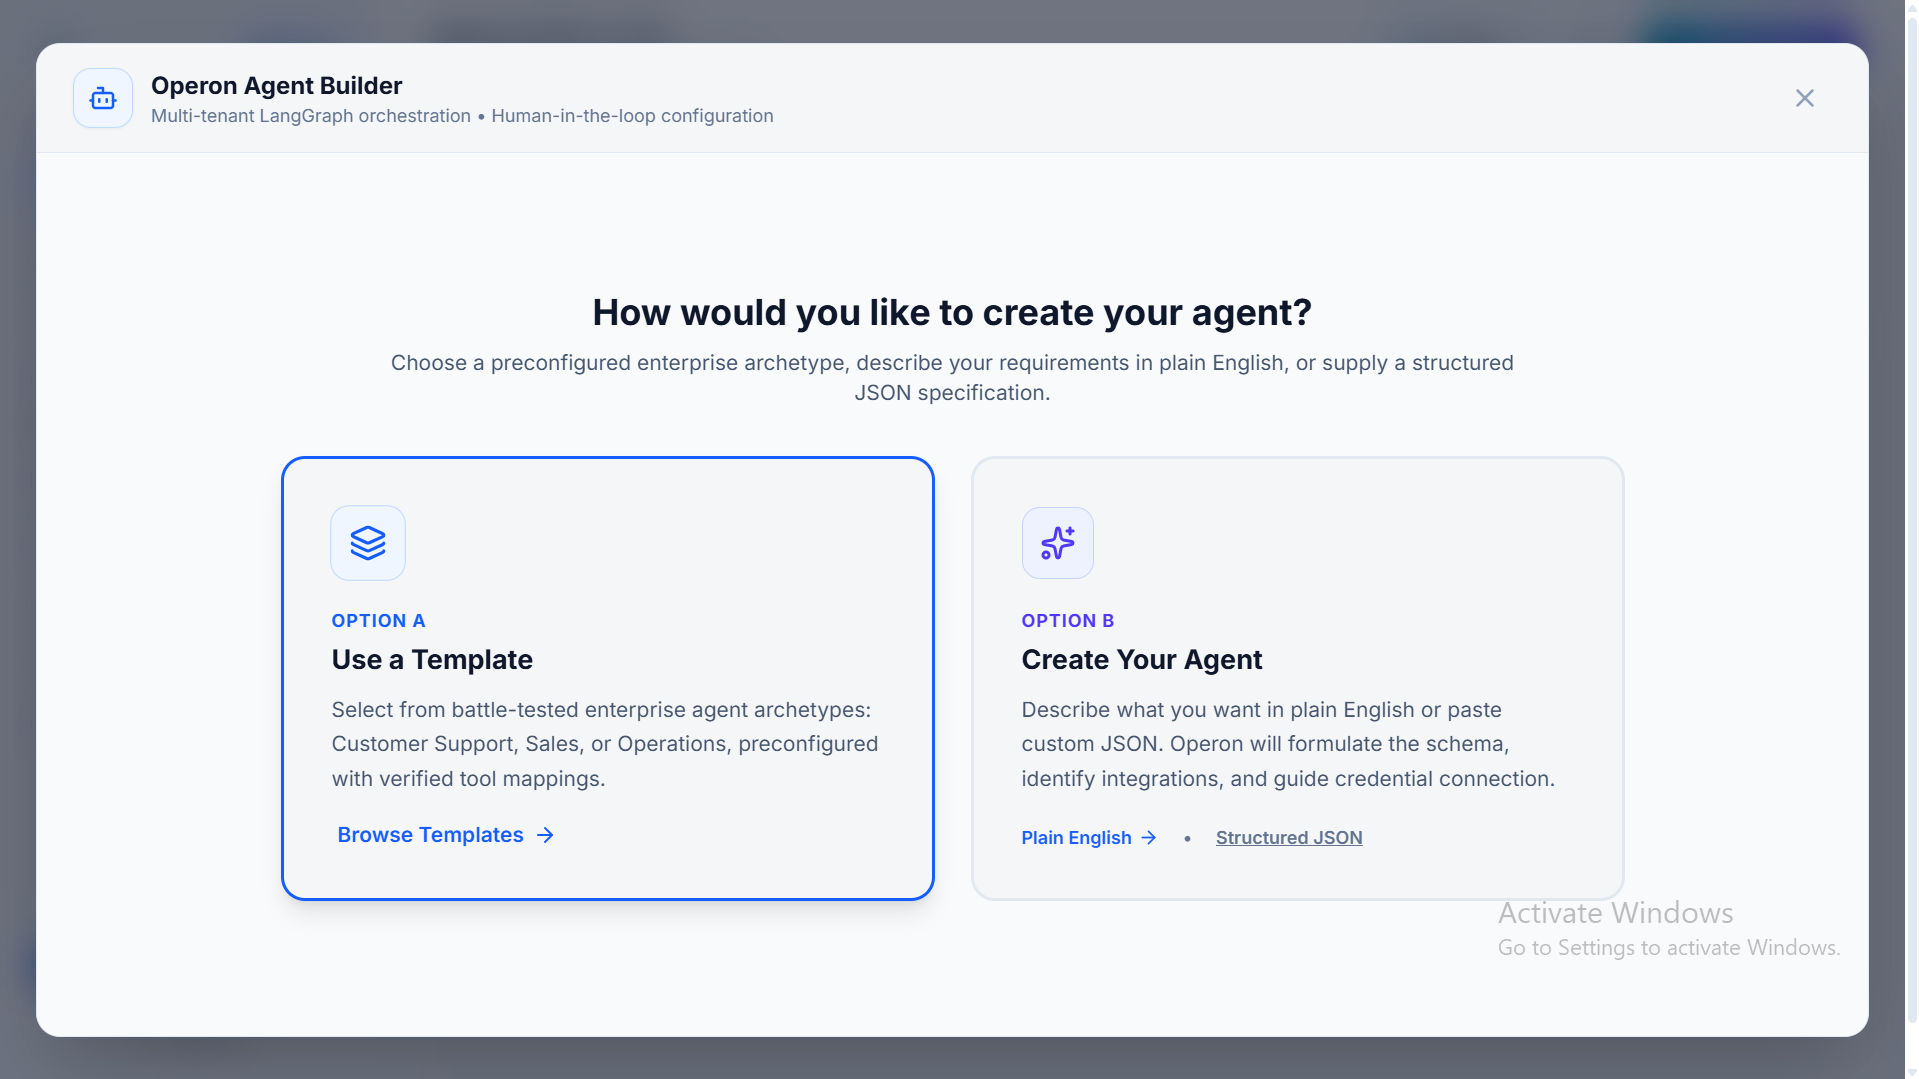 Operon Agent Builder
Multi-tenant LangGraph orchestration • Human-in-the-loop configuration
How would you like to create your agent?
Choose a preconfigured enterprise archetype, describe your requirements in plain English, or supply a structured
JSON specification.
OPTION A
Use a Template
Select from battle-tested enterprise agent archetypes:
Customer Support, Sales, or Operations, preconfigured
with verified tool mappings.
Browse Templates →
OPTION B
Create Your Agent
Describe what you want in plain English or paste
custom JSON. Operon will formulate the schema,
identify integrations, and guide credential connection.
Plain English → • Structured JSON
Activate Windows
Go to Settings to activate Windows.